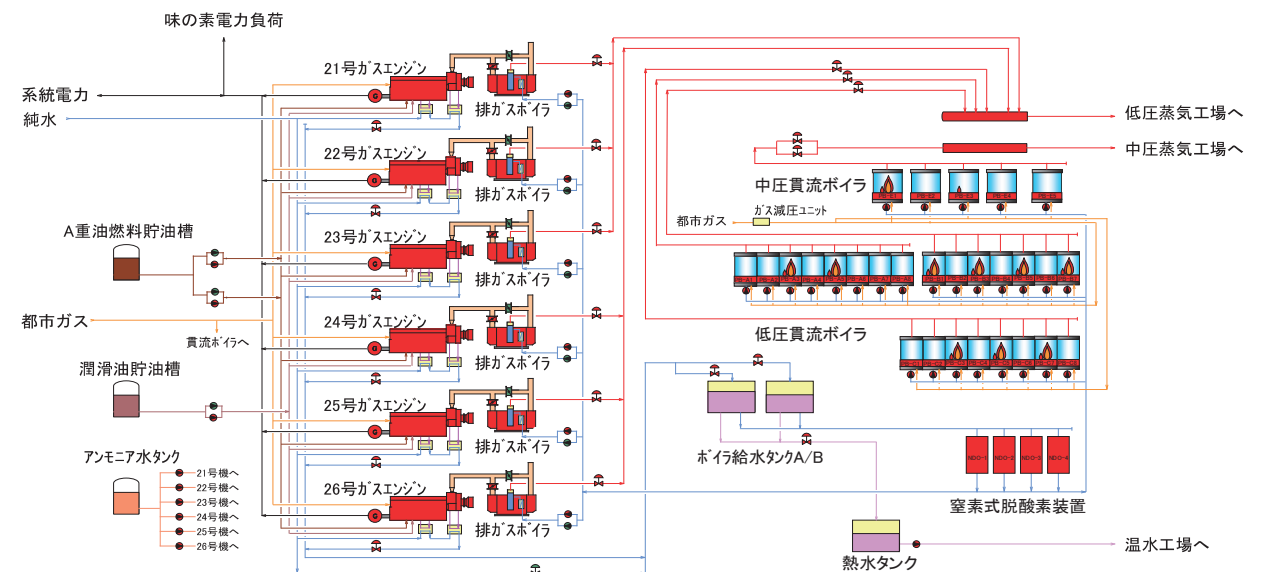 味の素電力負荷
系統電力
純水
21号ガスエンジン
排ガスボイラ
22号ガスエンジン
排ガスボイラ
A重油燃料貯油槽
23号ガスエンジン
排ガスボイラ
都市ガス
貫流ボイラへ
24号ガスエンジン
排ガスボイラ
潤滑油貯油槽
25号ガスエンジン
排ガスボイラ
アンモニア水タンク
21号機へ
22号機へ
23号機へ
24号機へ
25号機へ
26号機へ
26号ガスエンジン
排ガスボイラ
低圧蒸気工場へ
中圧蒸気工場へ
中圧貫流ボイラ
都市ガス
ガス減圧ユニット
低圧貫流ボイラ
ボイラ給水タンクA/B
NDO-1
NDO-2
NDO-3
NDO-4
窒素式脱酸素装置
温水工場へ
熱水タンク